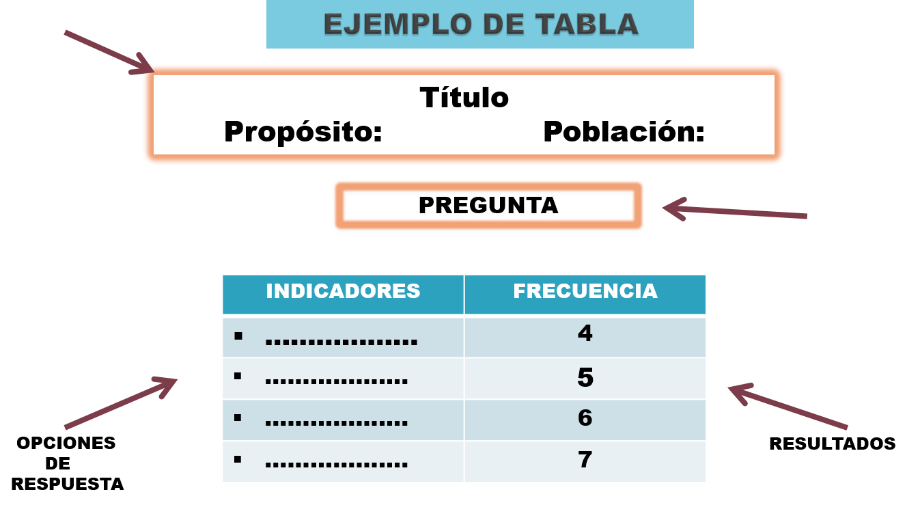 EJEMPLO DE TABLA
Título
Propósito: Población:
PREGUNTA
INDICADORES FRECUENCIA
▪ .................. 4
▪ ................... 5
▪ ................... 6
▪ ................... 7
OPCIONES
DE
RESPUESTA
RESULTADOS